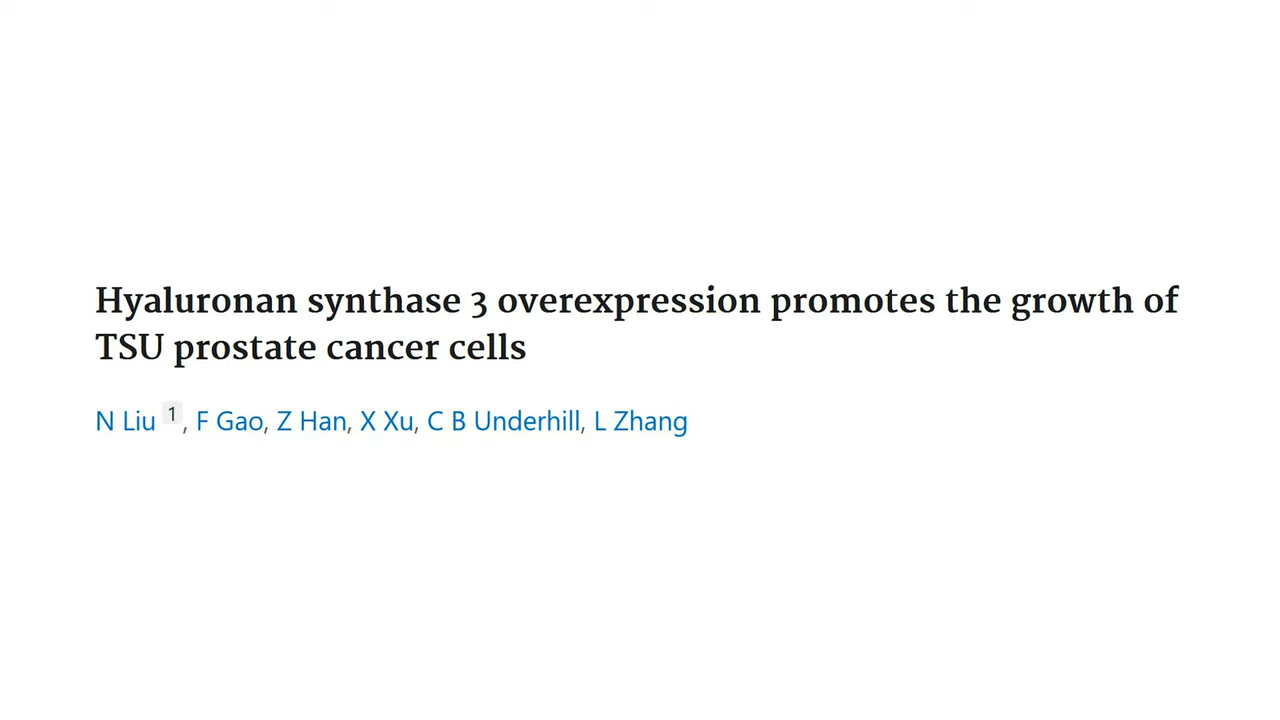 Hyaluronan synthase 3 overexpression promotes the growth of
TSU prostate cancer cells
N Liu 1, F Gao, Z Han, X Xu, C B Underhill, L Zhang